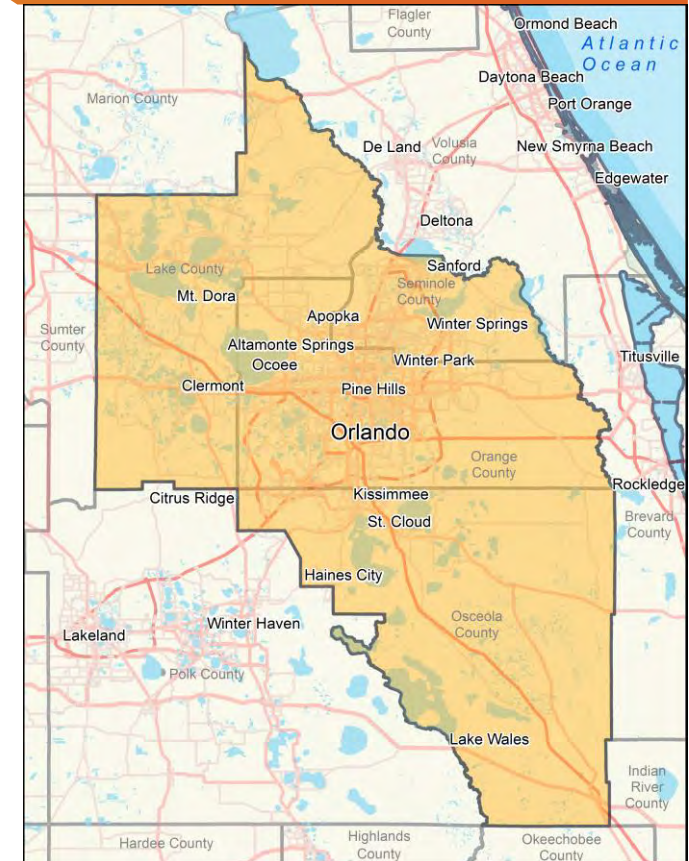 Flagler
County
Ormond Beach
Atlantic
Ocean
Daytona Beach
Marion County
Port Orange
De Land
Volusia
County
New Smyrna Beach
Edgewater
Deltona
Sanford
Lake County
Seminole
County
Mt. Dora
Apopka
Winter Springs
Sumter
County
Altamonte Springs
Titusville
Ocoee
Winter Park
Clermont
Pine Hills
Orlando
Orange
County
Rockledge
Citrus Ridge
Kissimmee
St. Cloud
Brevard
County
Haines City
Osceola
County
Winter Haven
Lakeland
Polk County
Lake Wales
Indian
River
County
Hardee County
Highlands
County
Okeechobee
County